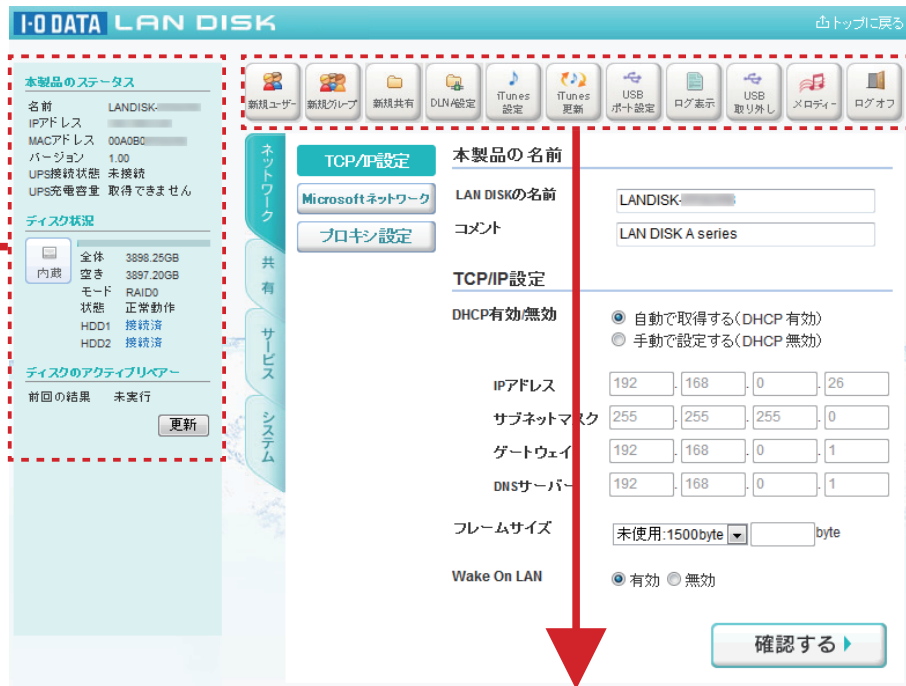 I-O DATA LAN DISK
トップに戻る
本製品のステータス
名前 LANDISK-
IPアドレス
MACアドレス 00A0B0
バージョン 1.00
UPS接続状態 未接続
UPS充電容量 取得できません
ディスク状況
内蔵
全体 3898.25GB
空き 3897.20GB
モード RAID0
状態 正常動作
HDD1 接続済
HDD2 接続済
ディスクのアクティブリペアー
前回の結果 未実行
更新
新規ユーザー
新規グループ
新規共有
DLNA設定
iTunes
設定
iTunes
更新
USB
ポート設定
ログ表示
USB
取り外し
メロディー
ログオフ
ネットワーク
共有
サービス
システム
TCP/IP設定
Microsoftネットワーク
プロキシ設定
本製品の名前
LAN DISKの名前 LANDISK-
コメント LAN DISK A series
TCP/IP設定
DHCP有効/無効 自動で取得する(DHCP 有効)
手動で設定する(DHCP 無効)
IPアドレス 192 . 168 . 0 . 26
サブネットマスク 255 . 255 . 255 . 0
ゲートウェイ 192 . 168 . 0 . 1
DNSサーバー 192 . 168 . 0 . 1
フレームサイズ 未使用:1500byte byte
Wake On LAN 有効 無効
確認する